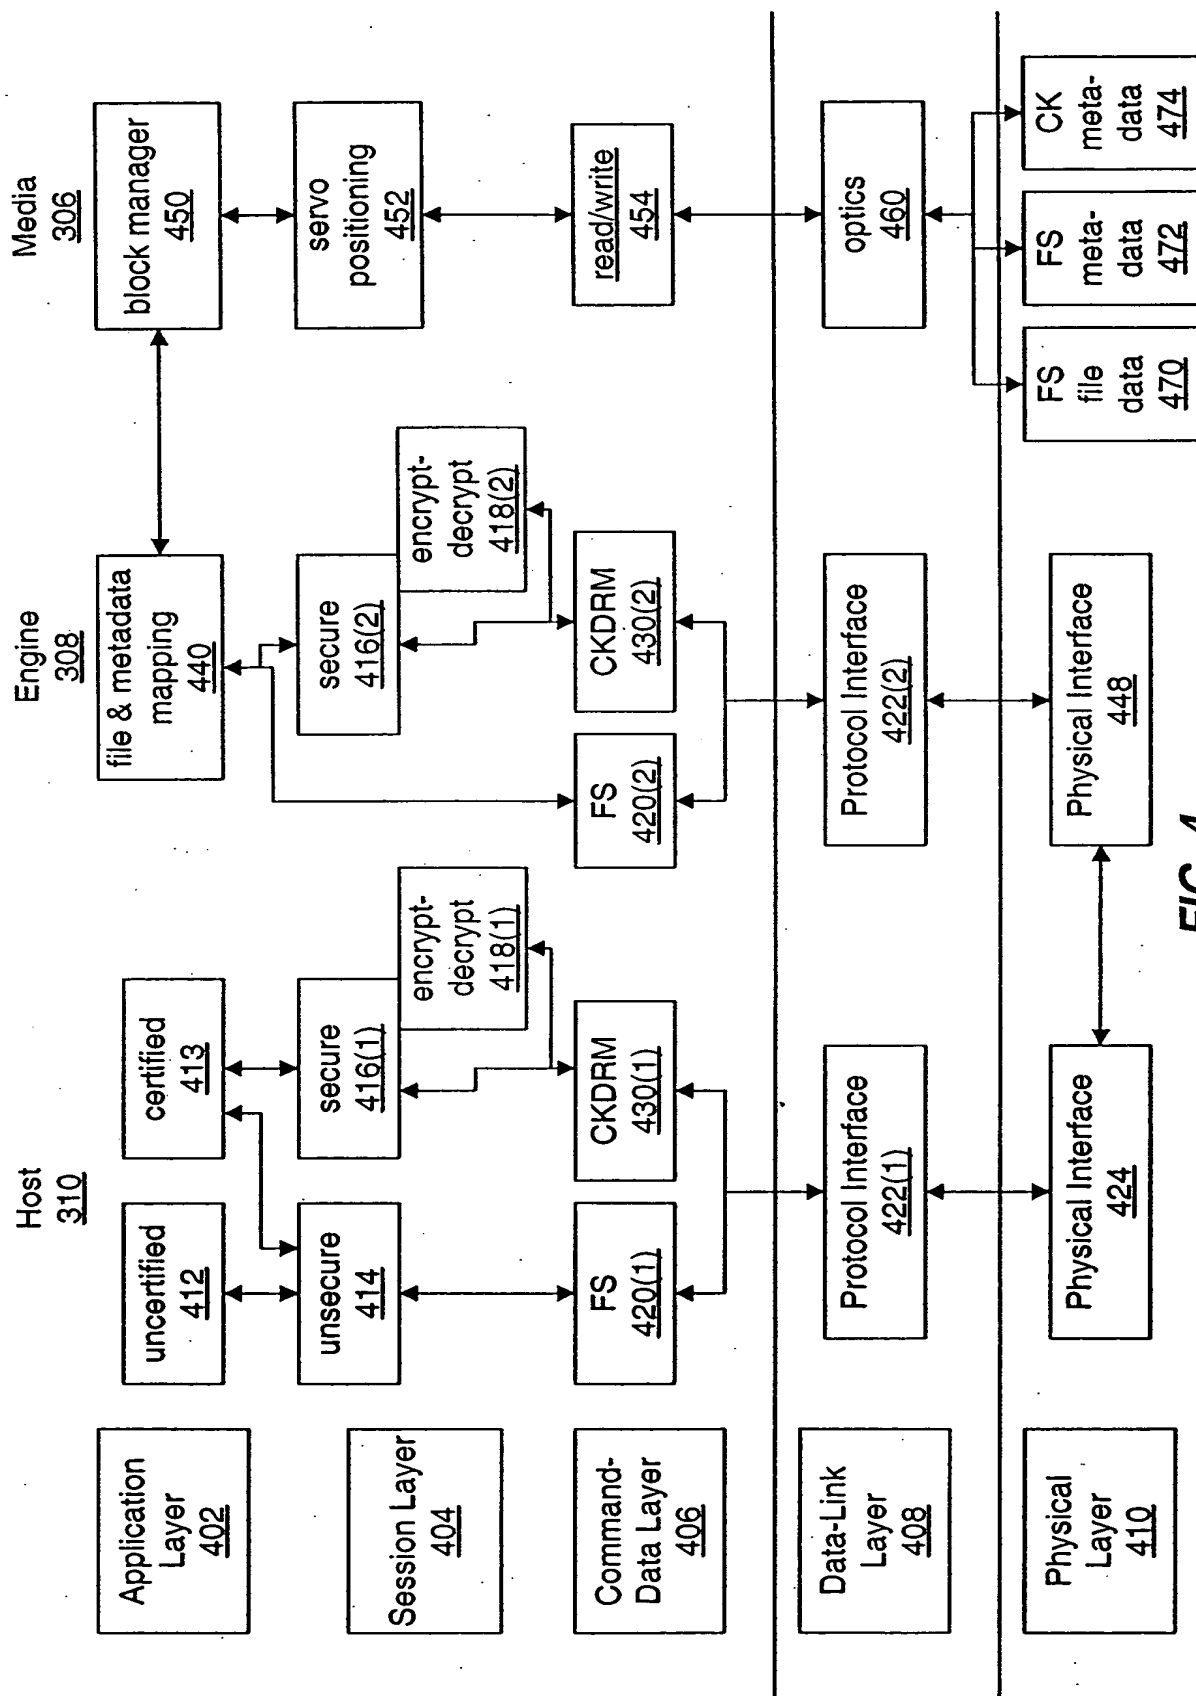 Host
310
Engine
308
Media
306
Application
Layer
402
uncertified
412
certified
413
file & metadata
mapping
440
block manager
450
Session Layer
404
unsecure
414
secure
416(1)
encrypt-
decrypt
418(1)
secure
416(2)
encrypt-
decrypt
418(2)
servo
positioning
452
Command-
Data Layer
406
FS
420(1)
CKDRM
430(1)
FS
420(2)
CKDRM
430(2)
read/write
454
Data-Link
Layer
408
Protocol Interface
422(1)
Protocol Interface
422(2)
optics
460
Physical
Layer
410
Physical Interface
424
Physical Interface
448
FS
file
data
470
FS
meta-
data
472
CK
meta-
data
474
FIG. 4